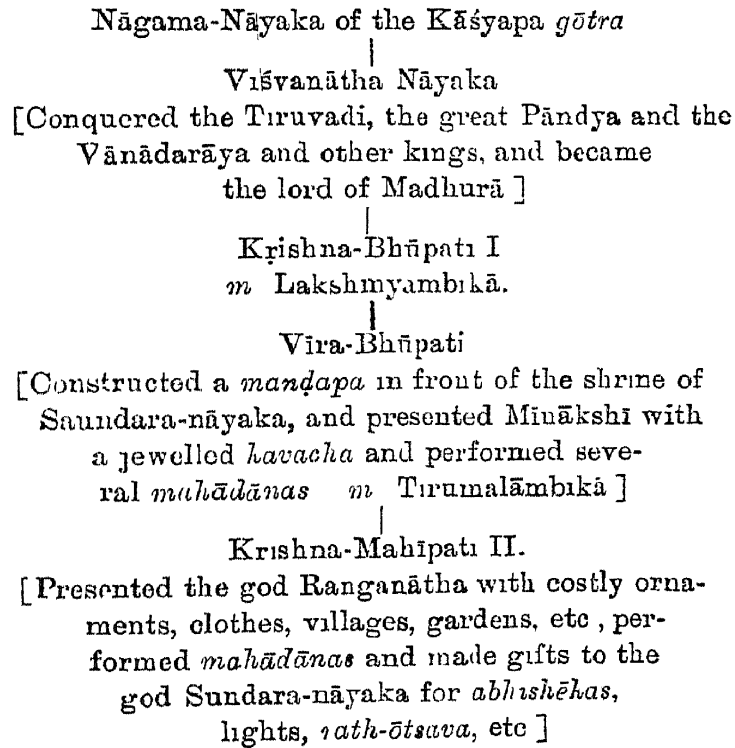 Nāgama-Nāyaka of the Kāśyapa gōtra
Viśvanātha Nāyaka
[Conquered the Tiruvadi, the great Pāndya and the
Vānādarāya and other kings, and became
the lord of Madhurā ]
Kṛishna-Bhūpati I
m Lakshmyambikā.
Vīra-Bhūpati
[Constructed a manḍapa in front of the shrine of
Saundara-nāyaka, and presented Mīnākshī with
a jewelled kavacha and performed seve-
ral mahādānas m Tirumalāmbikā ]
Krishna-Mahīpati II.
[Presented the god Ranganātha with costly orna-
ments, clothes, villages, gardens, etc , per-
formed mahādānas and made gifts to the
god Sundara-nāyaka for abhishēkas,
lights, rath-ōtsava, etc ]